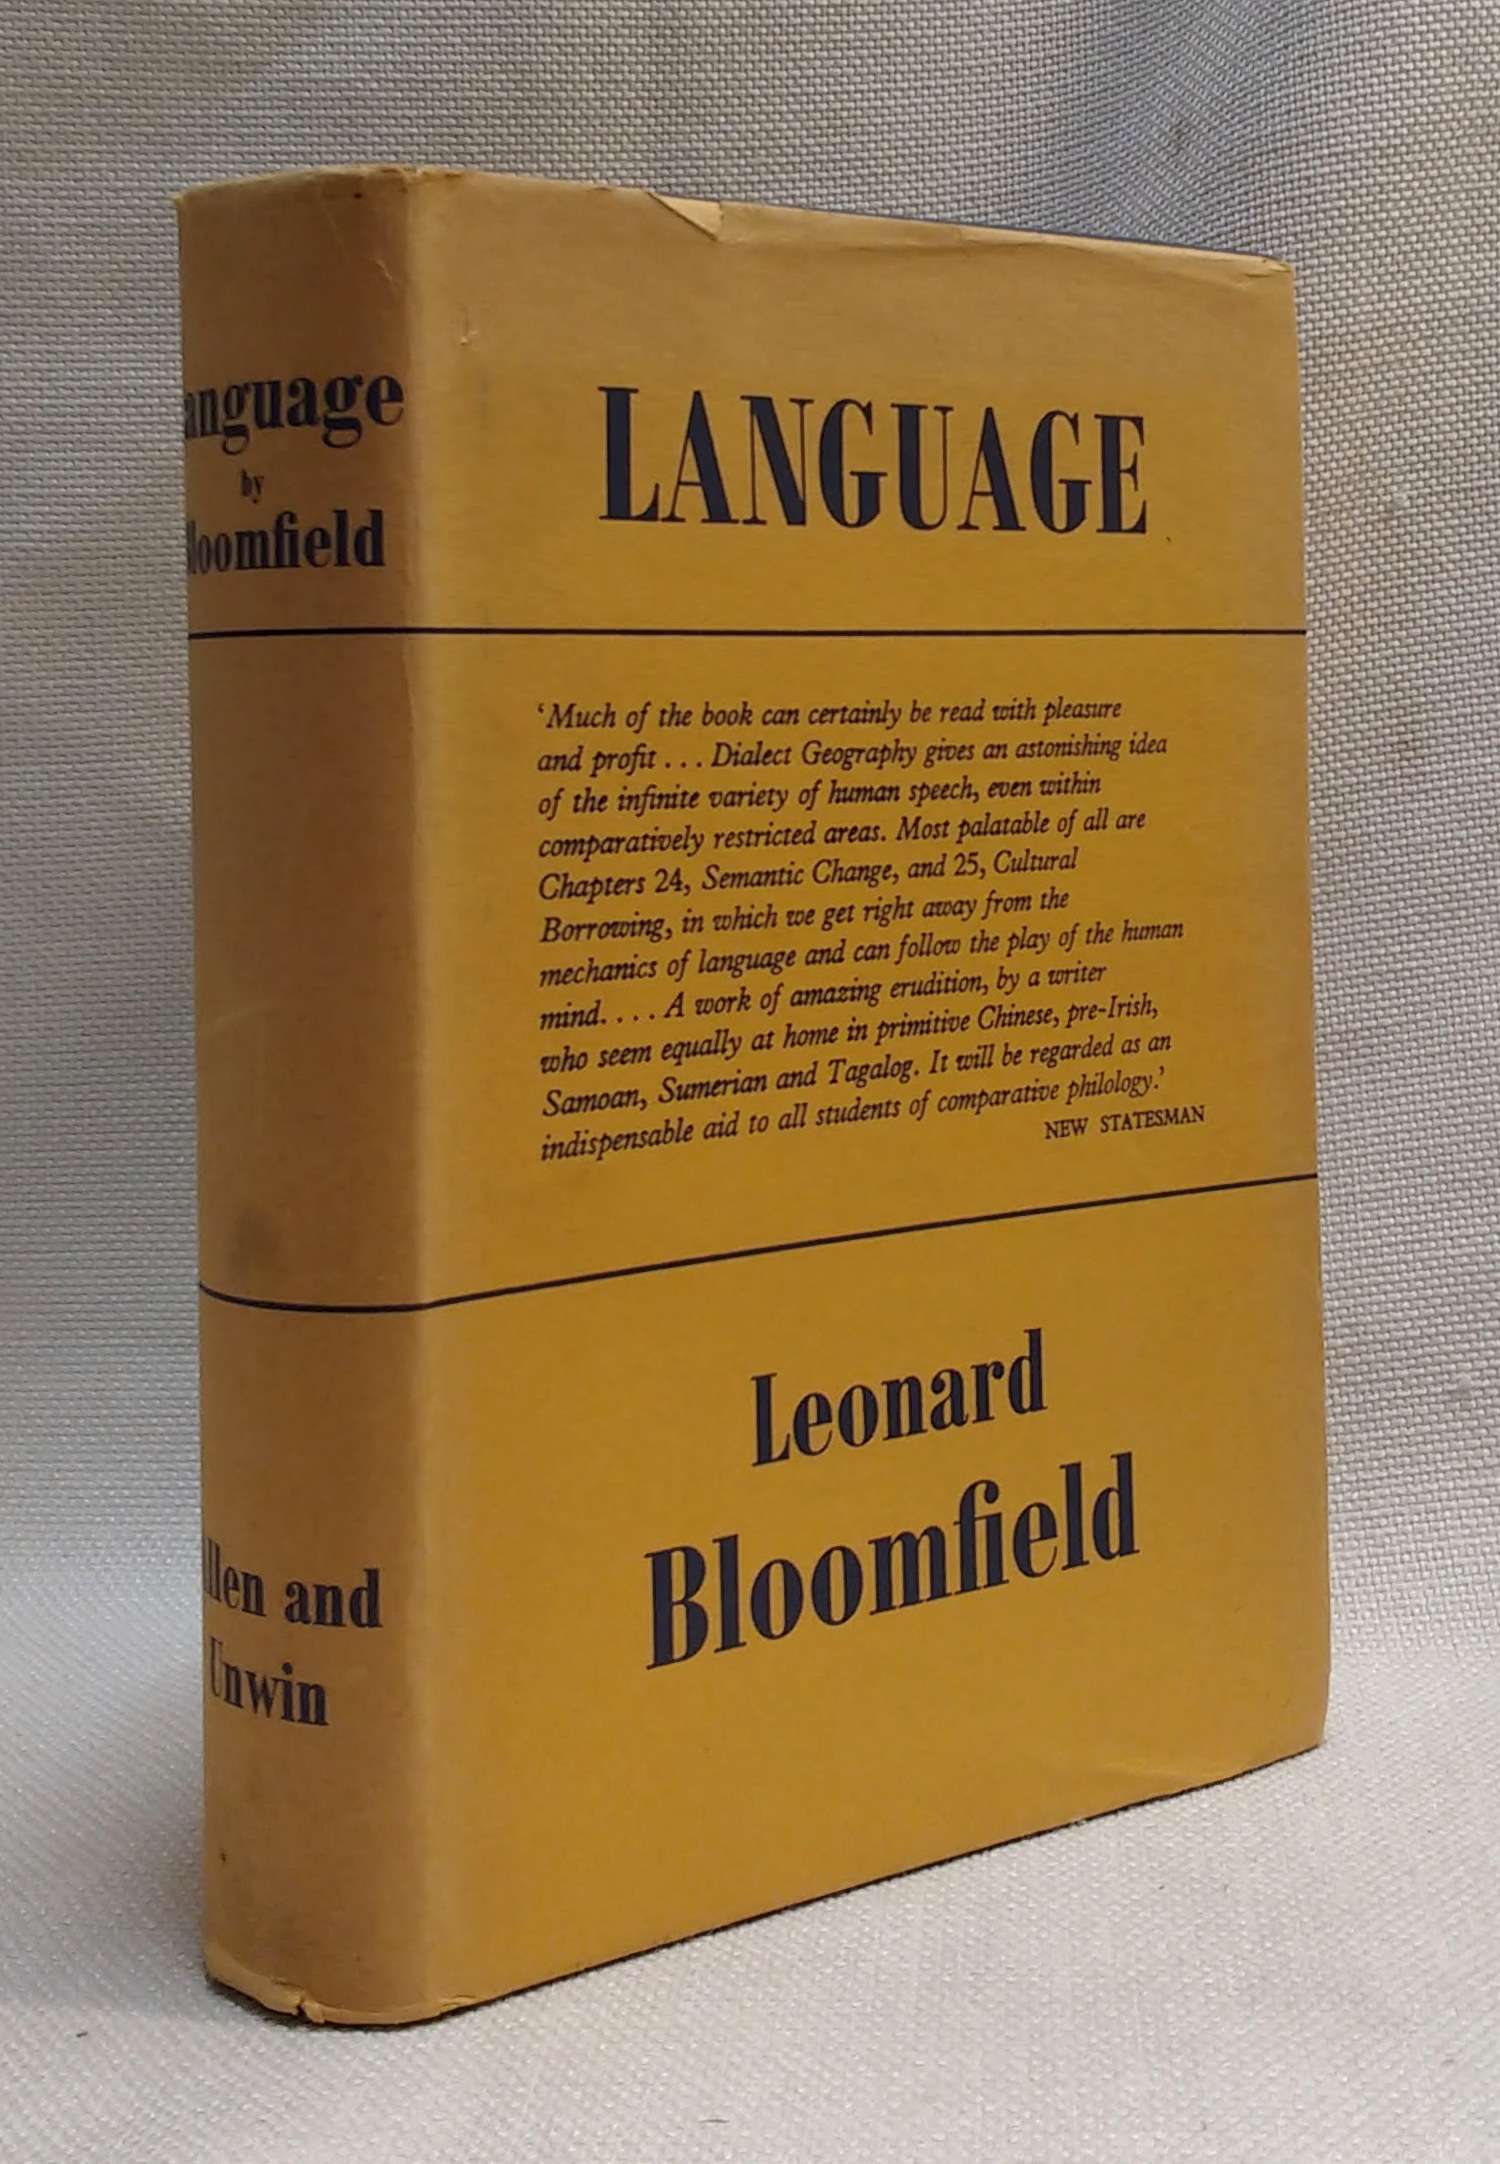 Language
by
Bloomfield
Allen and
Unwin
LANGUAGE
‘Much of the book can certainly be read with pleasure
and profit . . . Dialect Geography gives an astonishing idea
of the infinite variety of human speech, even within
comparatively restricted areas. Most palatable of all are
Chapters 24, Semantic Change, and 25, Cultural
Borrowing, in which we get right away from the
mechanics of language and can follow the play of the human
mind. . . . A work of amazing erudition, by a writer
who seem equally at home in primitive Chinese, pre-Irish,
Samoan, Sumerian and Tagalog. It will be regarded as an
indispensable aid to all students of comparative philology.’
NEW STATESMAN
Leonard
Bloomfield